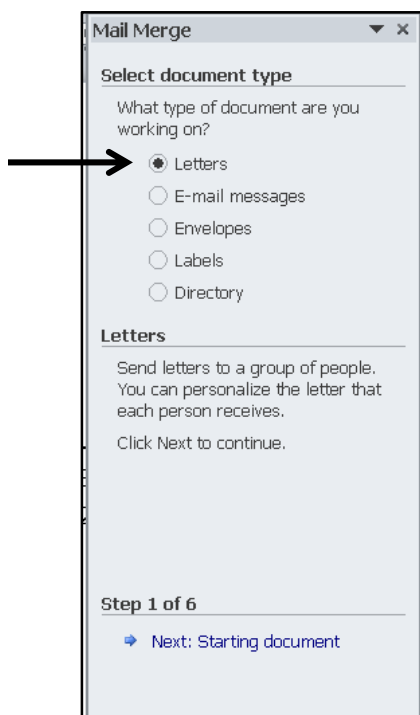 Mail Merge
Select document type
What type of document are you
working on?
Letters
E-mail messages
Envelopes
Labels
Directory
Letters
Send letters to a group of people.
You can personalize the letter that
each person receives.
Click Next to continue.
Step 1 of 6
Next: Starting document